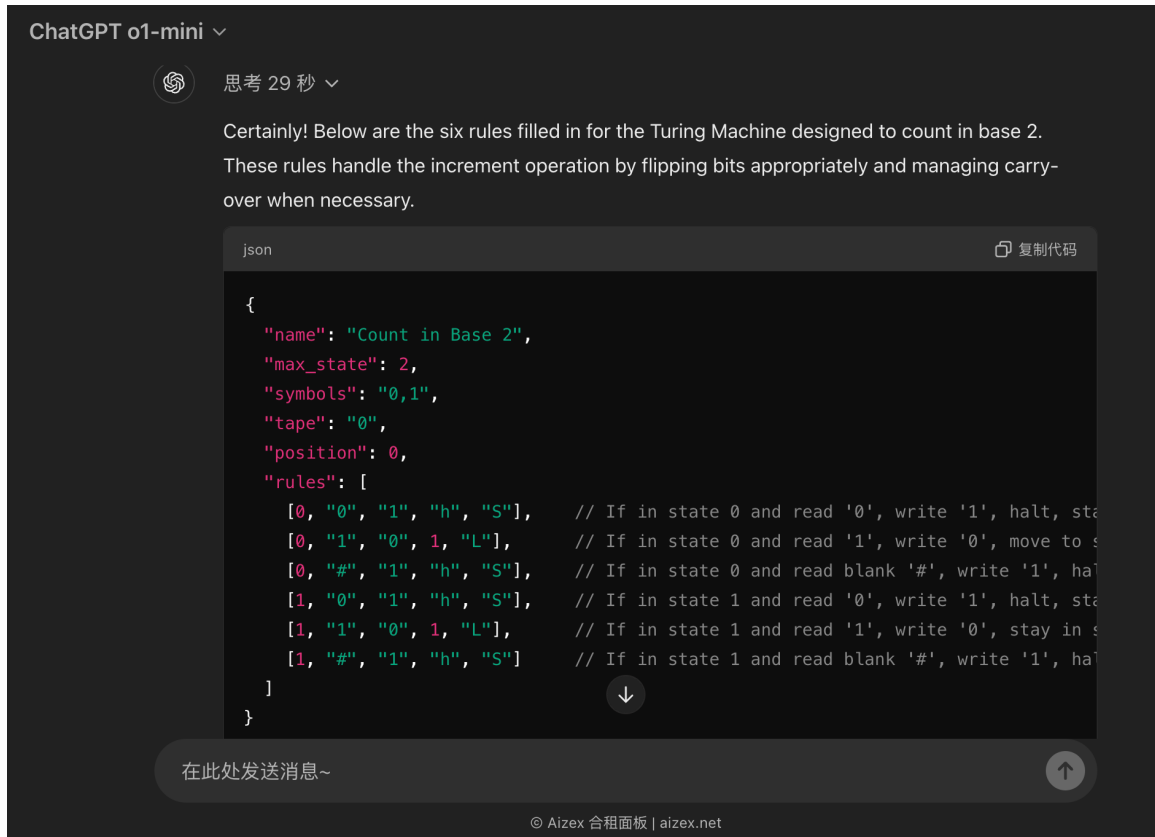 ChatGPT o1-mini
思考 29 秒
Certainly! Below are the six rules filled in for the Turing Machine designed to count in base 2.
These rules handle the increment operation by flipping bits appropriately and managing carry-
over when necessary.
json 复制代码
{
  "name": "Count in Base 2",
  "max_state": 2,
  "symbols": "0,1",
  "tape": "0",
  "position": 0,
  "rules": [
    [0, "0", "1", "h", "S"],    // If in state 0 and read '0', write '1', halt,
    [0, "1", "0", 1, "L"],      // If in state 0 and read '1', write '0', move to
    [0, "#", "1", "h", "S"],    // If in state 0 and read blank '#', write '1',
    [1, "0", "1", "h", "S"],    // If in state 1 and read '0', write '1', halt,
    [1, "1", "0", 1, "L"],      // If in state 1 and read '1', write '0', stay in
    [1, "#", "1", "h", "S"]     // If in state 1 and read blank '#', write '1',
  ]
}
在此处发送消息~
© Aizex 合租面板 | aizex.net